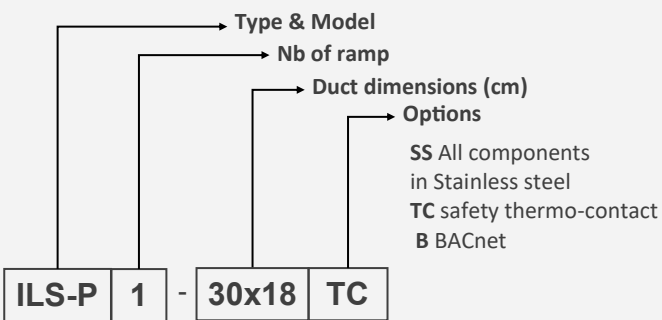 Type & Model
Nb of ramp
Duct dimensions (cm)
Options
SS All components
in Stainless steel
TC safety thermo-contact
B BACnet
ILS-P 1 - 30x18 TC